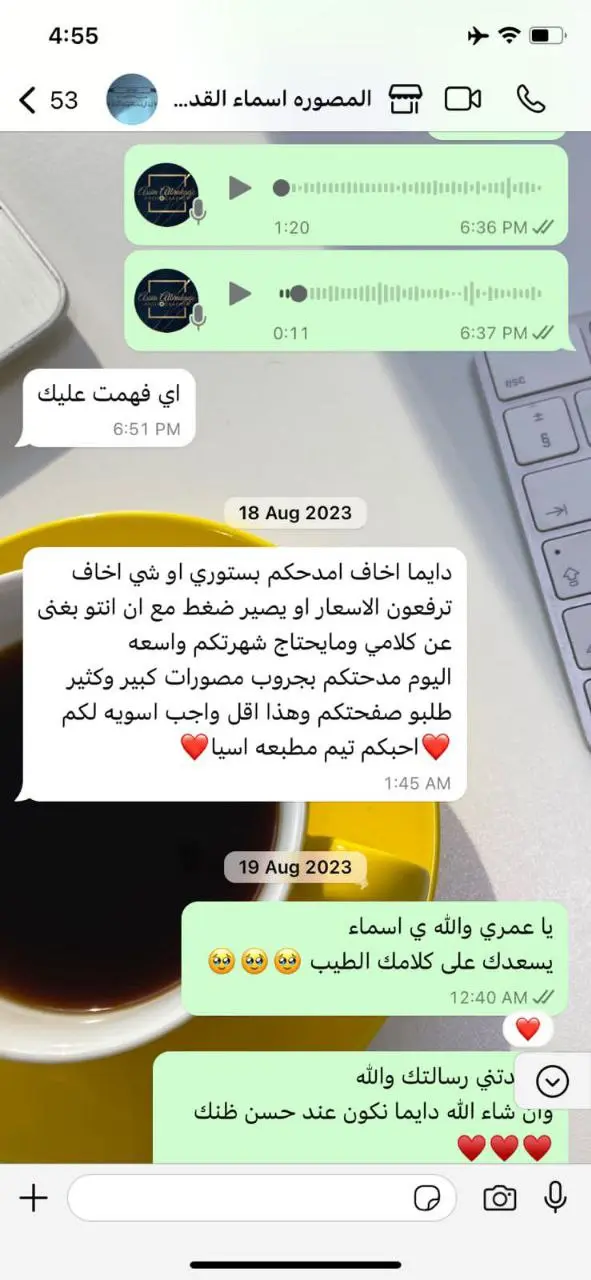 4:55
53
المصوره اسماء القد...
1:20
6:36 PM
0:11
6:37 PM
اي فهمت عليك
6:51 PM
18 Aug 2023
دايما اخاف امدحكم بستوري او شي اخاف
ترفعون الاسعار او يصير ضغط مع ان انتو بغنى
عن كلامي ومايحتاج شهرتكم واسعه
اليوم مدحتكم بجروب مصورات كبير وكثير
طلبو صفحتكم وهذا اقل واجب اسويه لكم
❤️احبكم تيم مطبعه اسيا❤️
1:45 AM
19 Aug 2023
يا عمري والله ي اسماء
يسعدك على كلامك الطيب 🥹🥹🥹
12:40 AM
❤️
دتني رسالتك والله
وان شاء الله دايما نكون عند حسن ظنك
♥️♥️♥️
esc
±
§